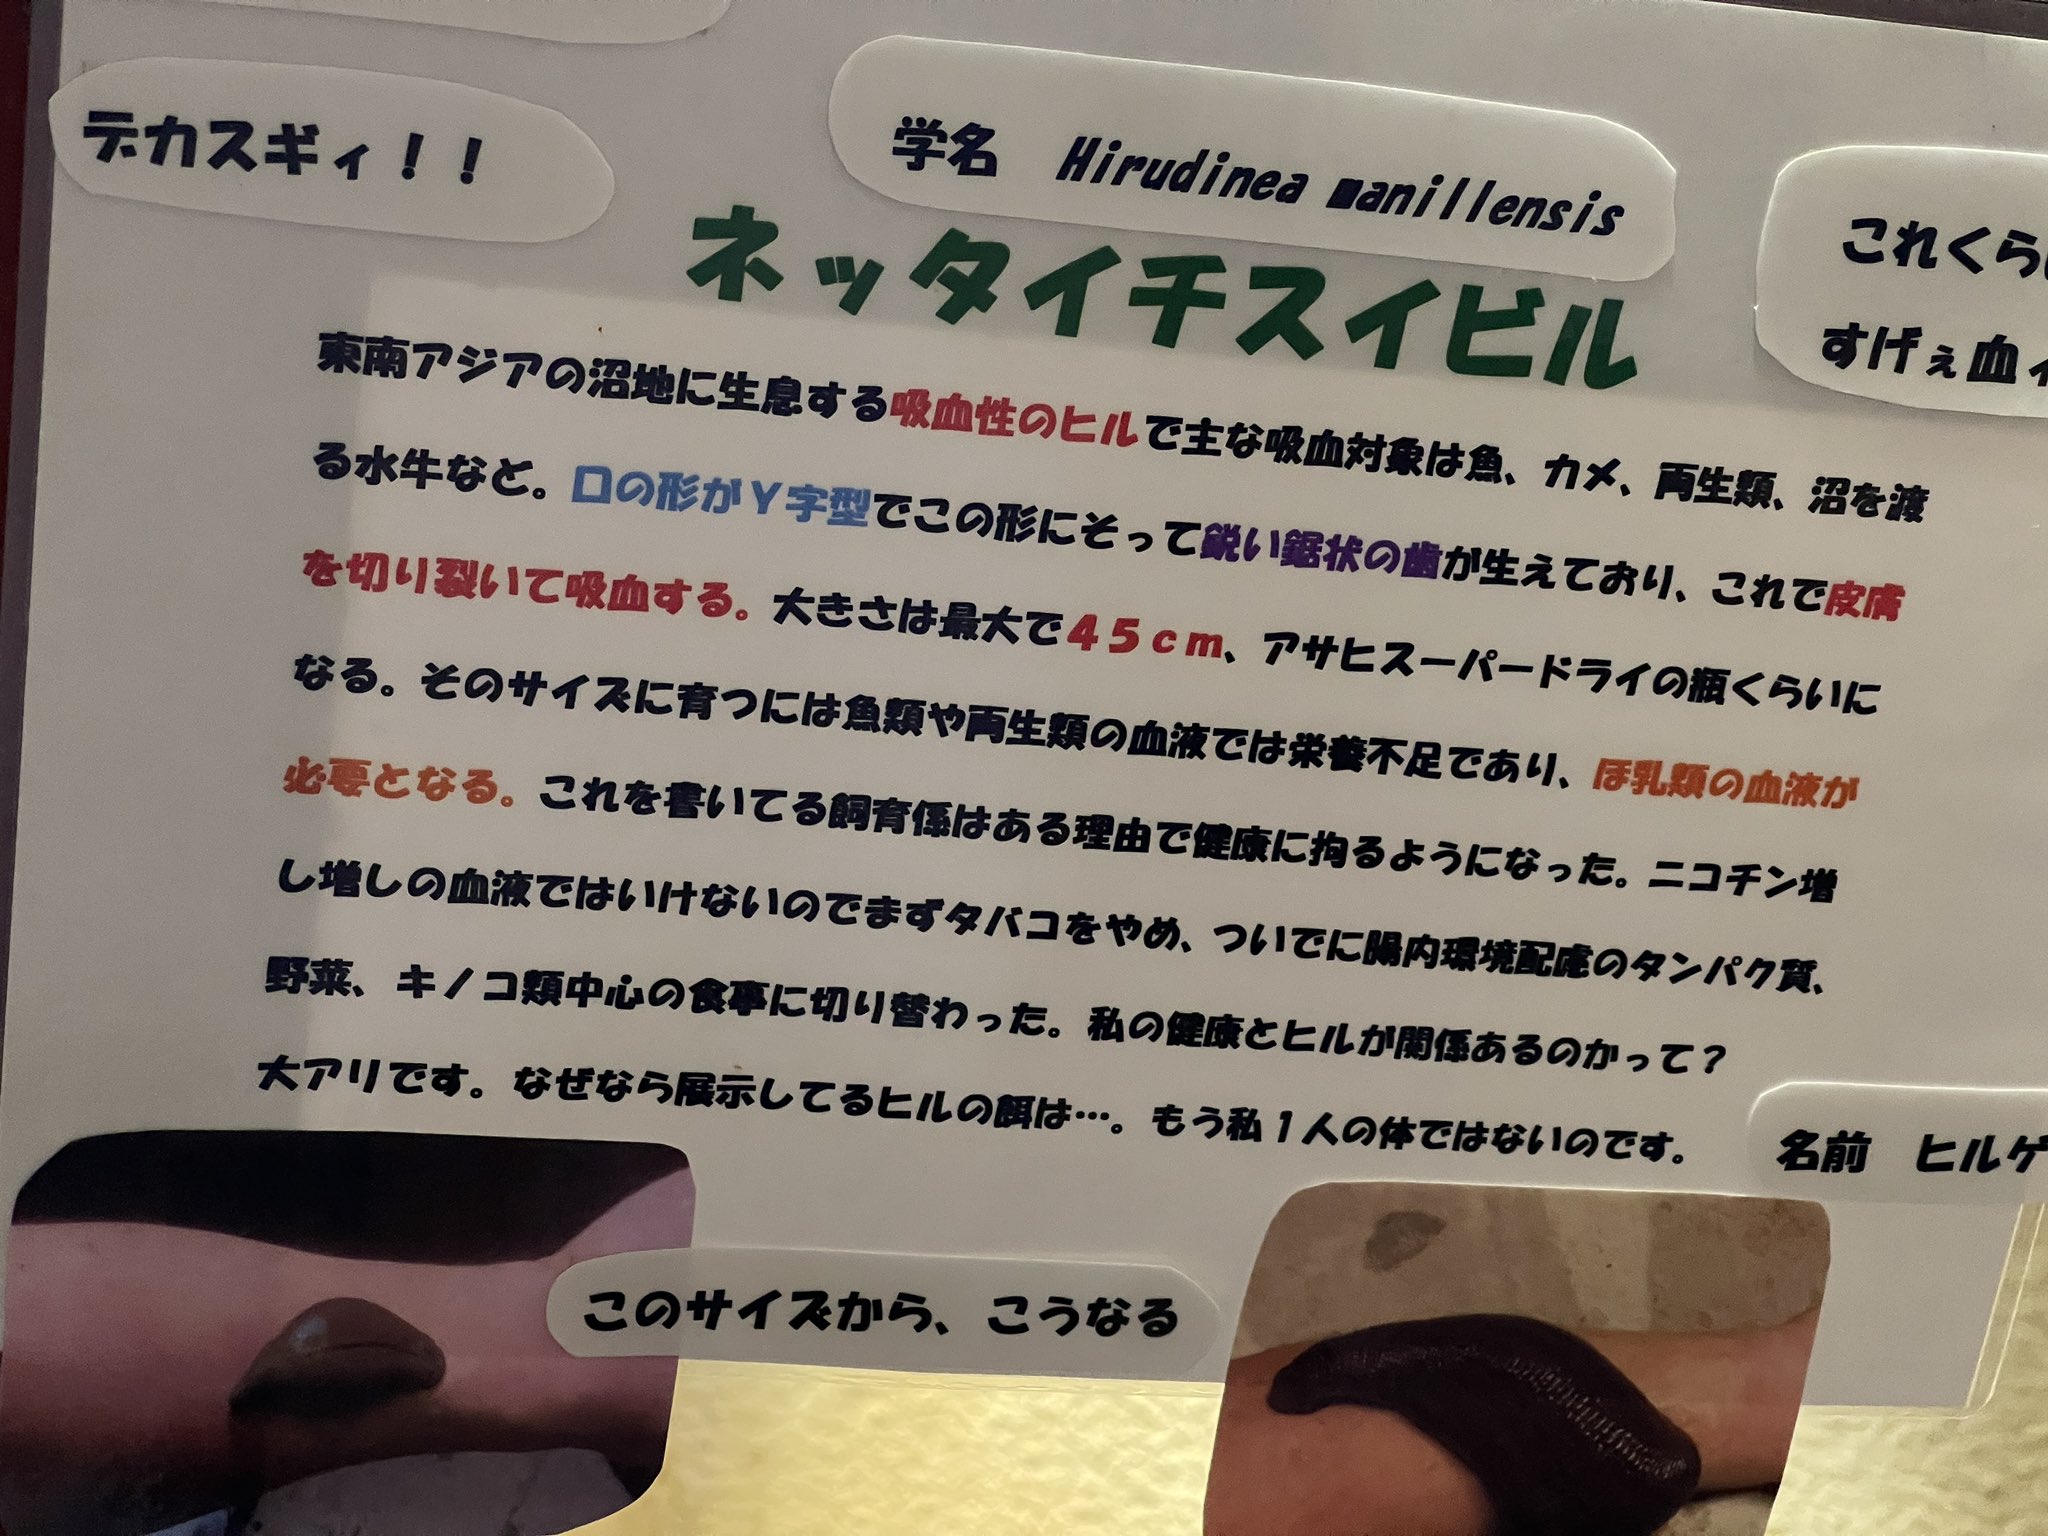 デカスギィ！！
学名　Hirudinea manillensis
これくら
すげぇ血
ネッタイチスイビル
東南アジアの沼地に生息する吸血性のヒルで主な吸血対象は魚、カメ、両生類、沼を渡
る水牛など。口の形がＹ字型でこの形にそって鋭い鋸状の歯が生えており、これで皮膚
を切り裂いて吸血する。大きさは最大で４５ｃｍ、アサヒスーパードライの瓶くらいに
なる。そのサイズに育つには魚類や両生類の血液では栄養不足であり、ほ乳類の血液が
必要となる。これを書いてる飼育係はある理由で健康に拘るようになった。ニコチン増
し増しの血液ではいけないのでまずタバコをやめ、ついでに腸内環境配慮のタンパク質、
野菜、キノコ類中心の食事に切り替わった。私の健康とヒルが関係あるのかって？
大アリです。なぜなら展示してるヒルの餌は…。もう私１人の体ではないのです。
名前　ヒルゲ
このサイズから、こうなる